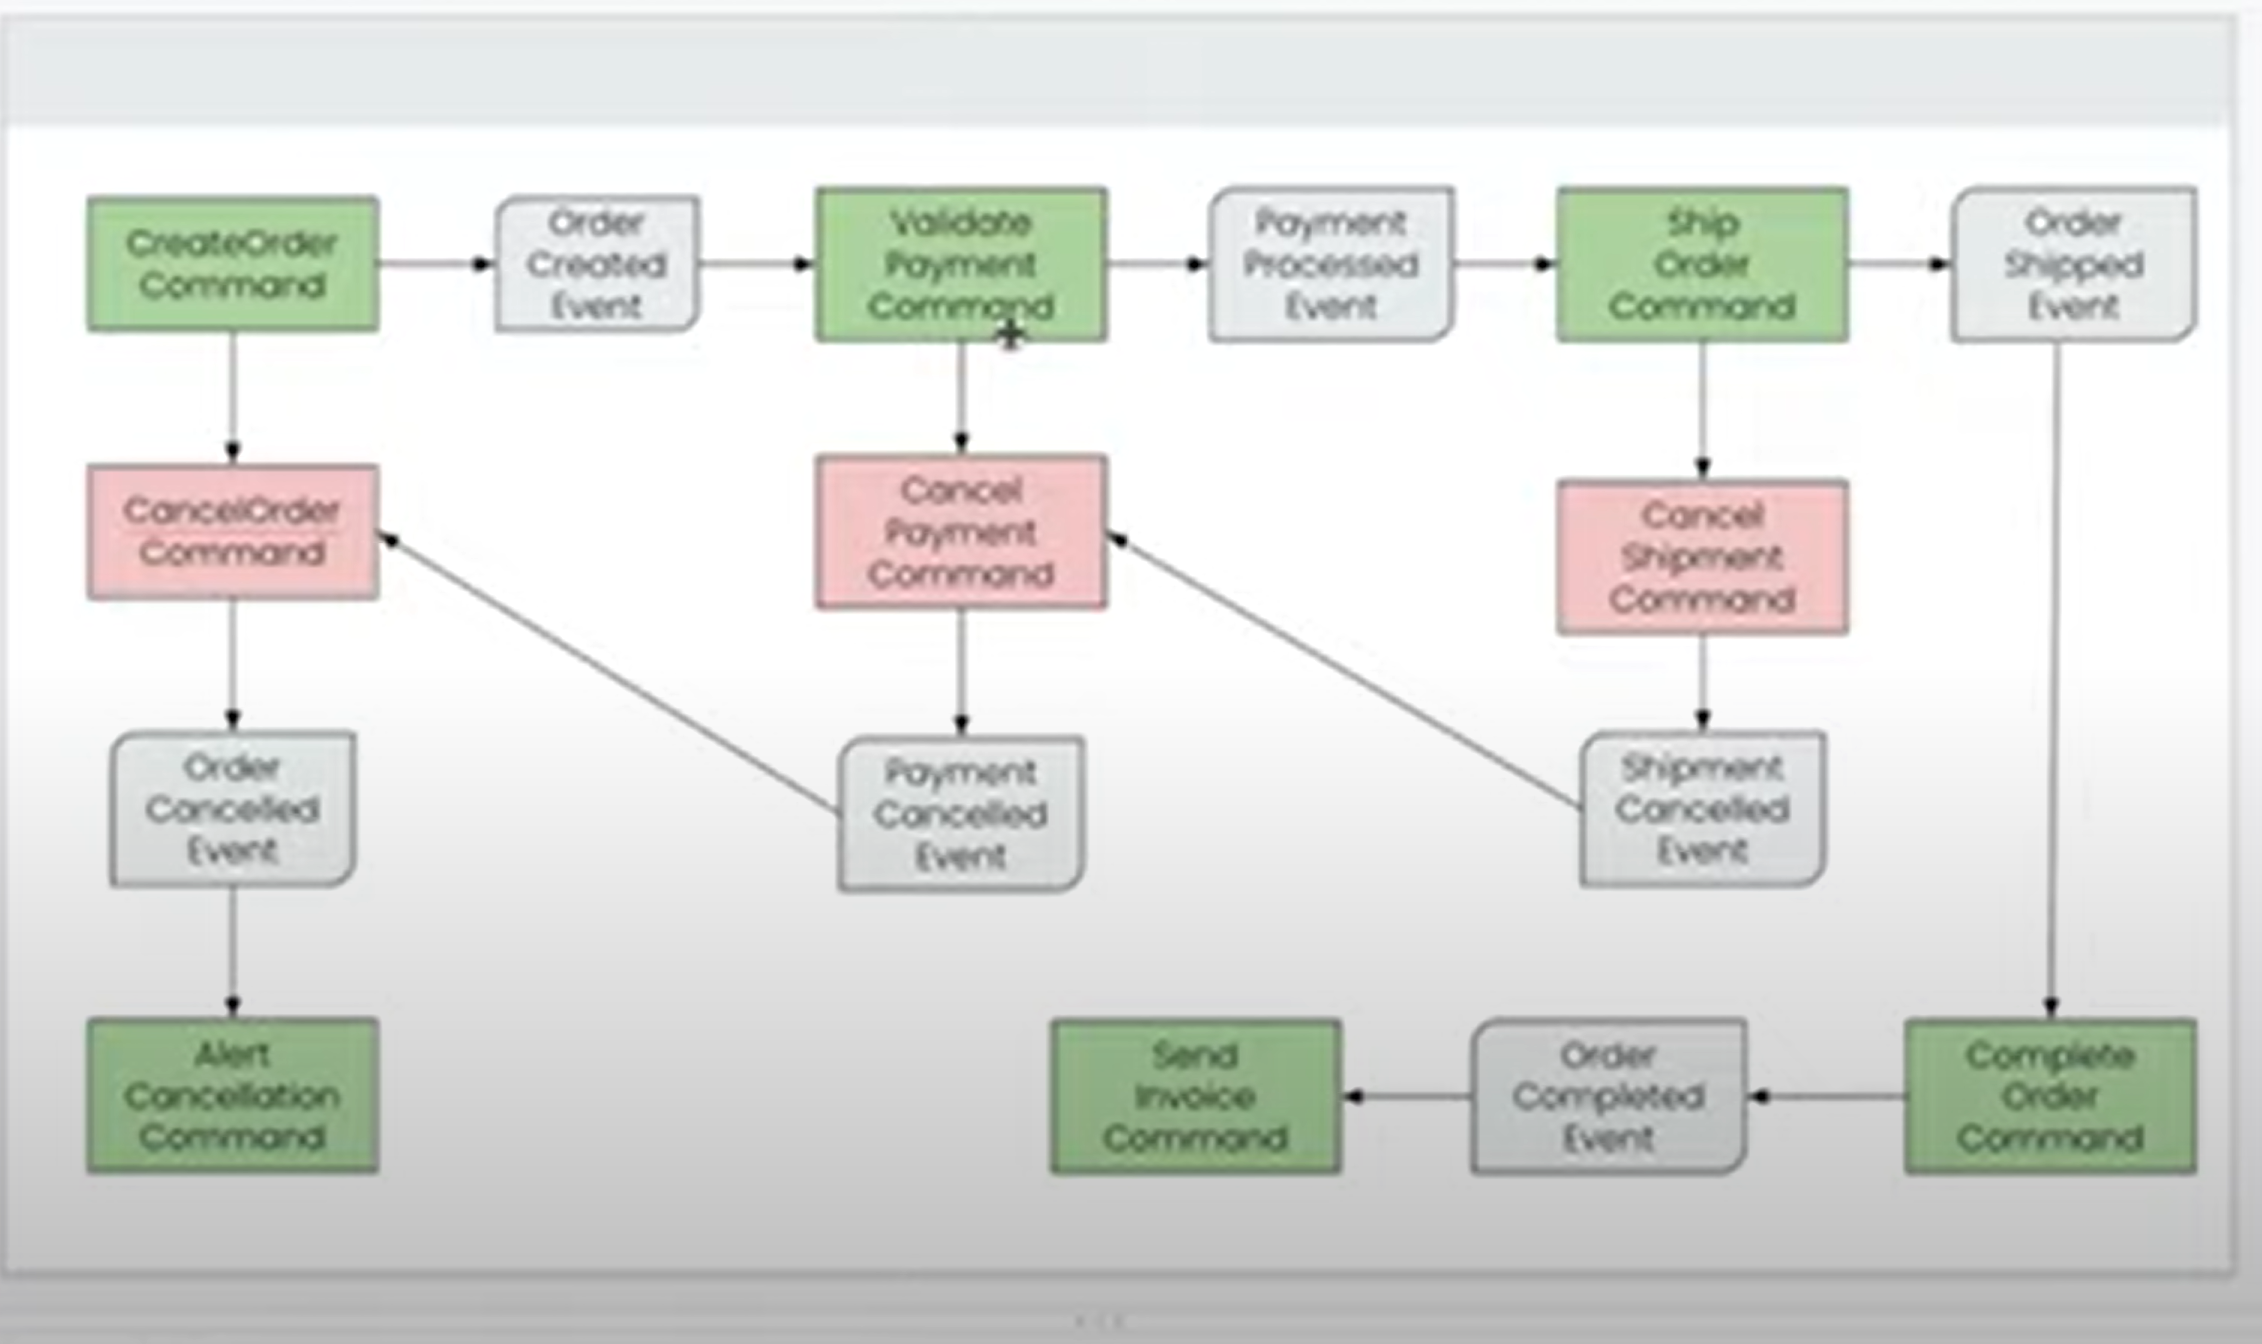 CreateOrder
Command
Order
Created
Event
Validate
Payment
Command
Payment
Processed
Event
Ship
Order
Command
Order
Shipped
Event
CancelOrder
Command
Cancel
Payment
Command
Cancel
Shipment
Command
Order
Cancelled
Event
Payment
Cancelled
Event
Shipment
Cancelled
Event
Alert
Cancellation
Command
Send
Invoice
Command
Order
Completed
Event
Complete
Order
Command